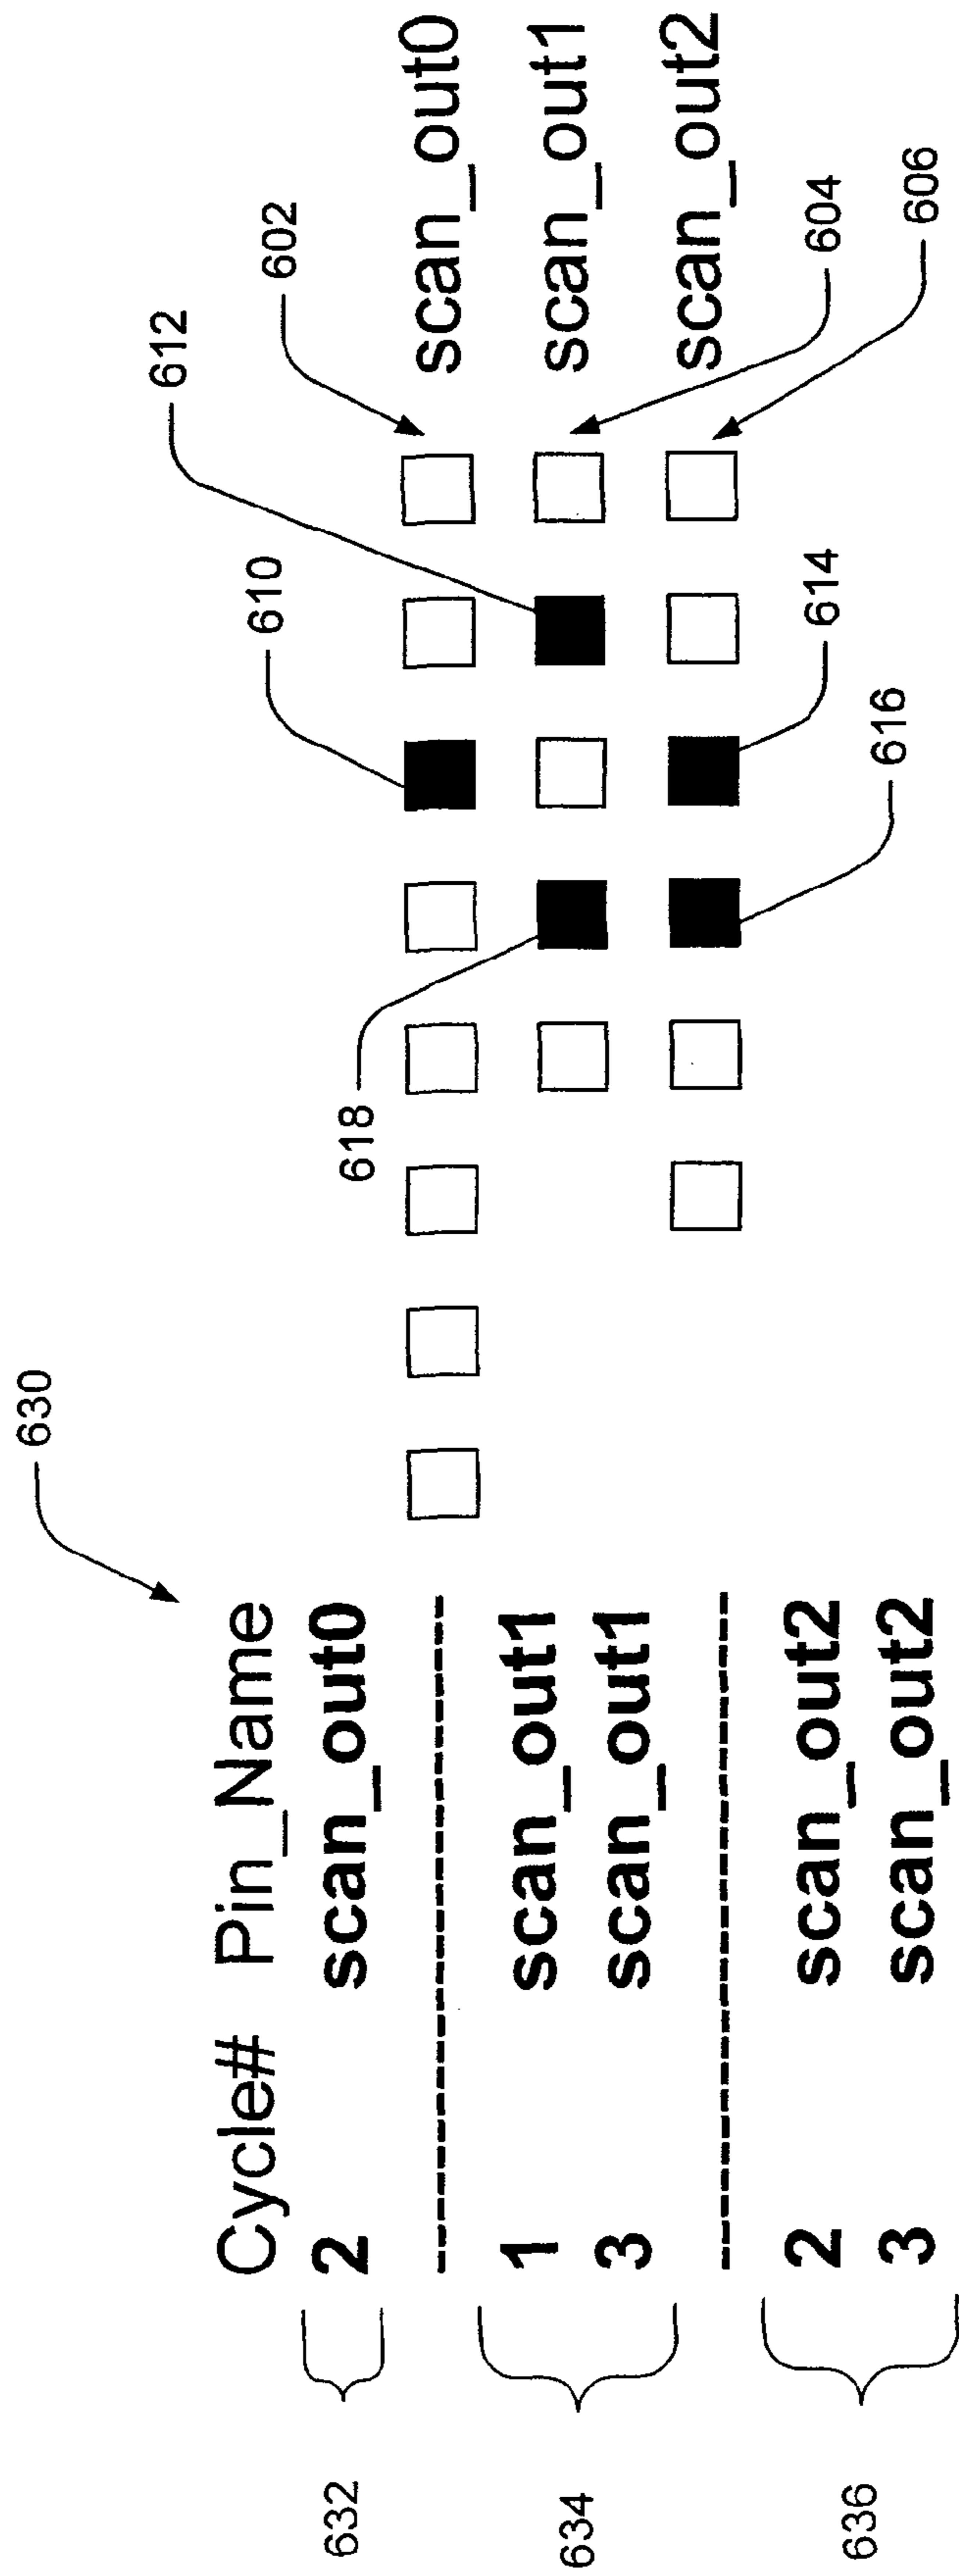 630
Cycle# Pin_Name
632
2 scan_out0
634
1 scan_out1
3 scan_out1
636
2 scan_out2
3 scan_out2
612
610
602
scan_out0
618
scan_out1
604
616
614
scan_out2
606